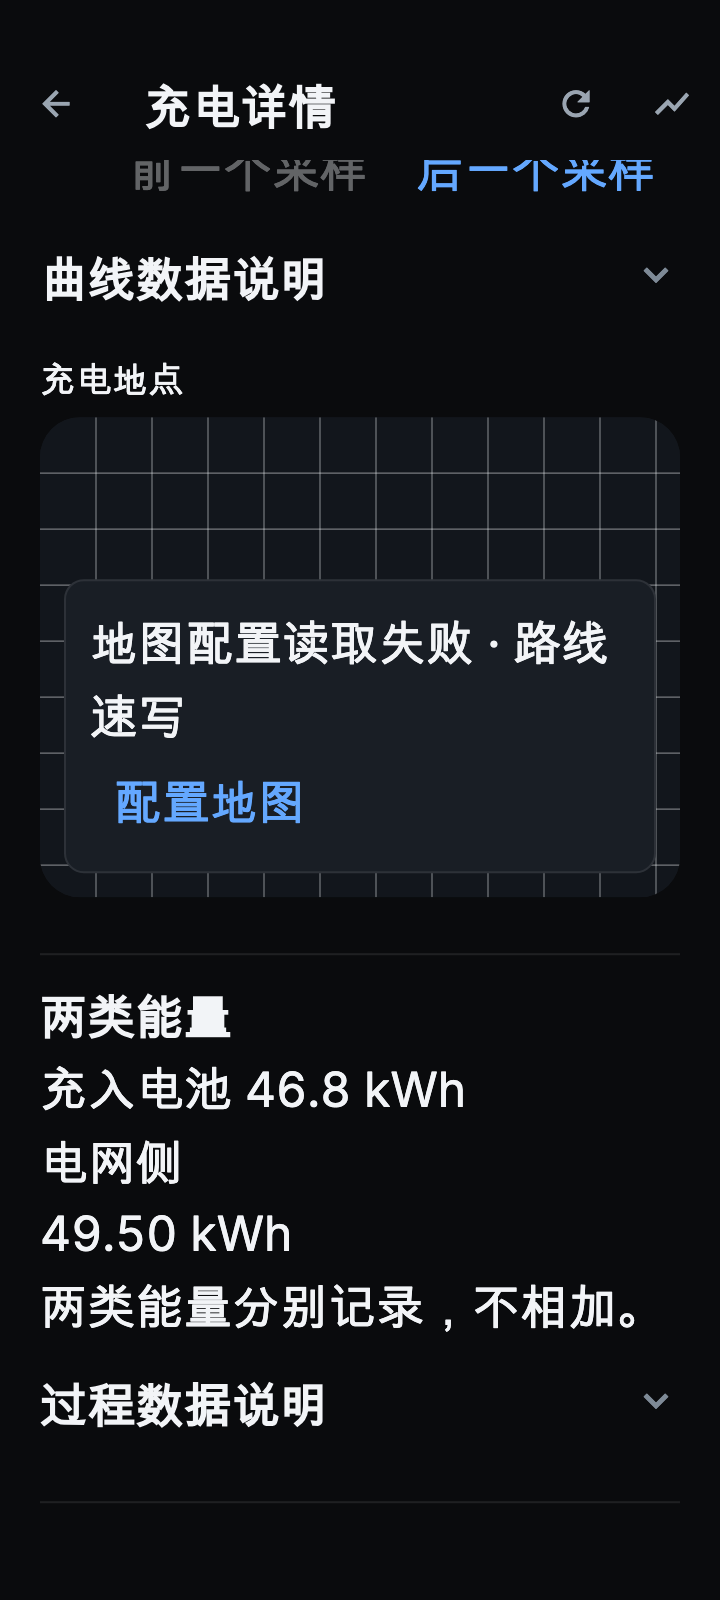 充电详情
前一个采样 后一个采样
曲线数据说明
充电地点
地图配置读取失败 · 路线
速写
配置地图
两类能量
充入电池 46.8 kWh
电网侧
49.50 kWh
两类能量分别记录，不相加。
过程数据说明